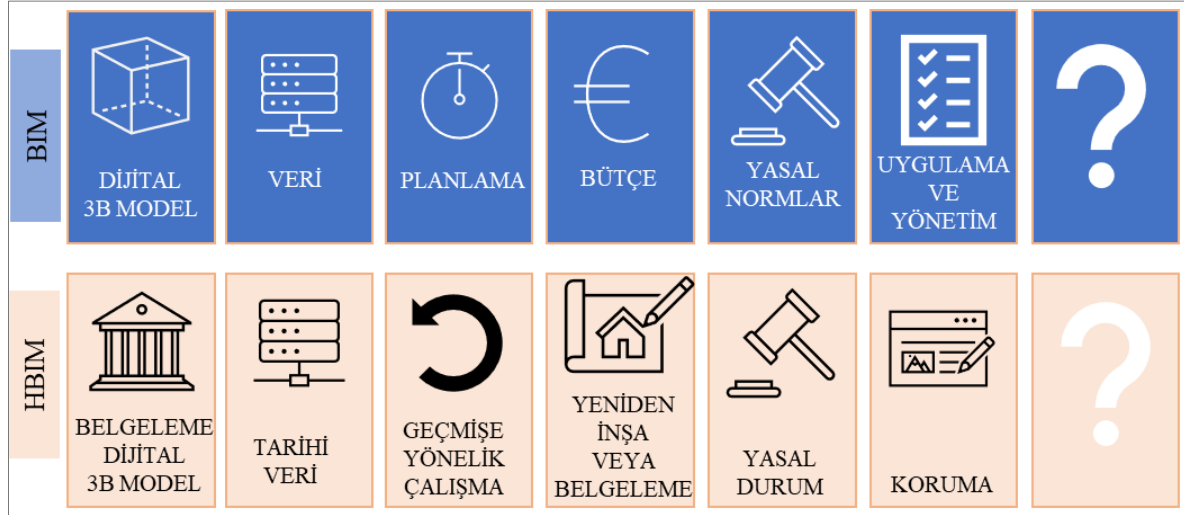 BIM
DİJİTAL
3B MODEL
VERİ
PLANLAMA
€
BÜTÇE
YASAL
NORMLAR
UYGULAMA
VE
YÖNETİM
?
HBIM
BELGELEME
DİJİTAL
3B MODEL
TARİHİ
VERİ
GEÇMİŞE
YÖNELİK
ÇALIŞMA
YENİDEN
İNŞA
VEYA
BELGELEME
YASAL
DURUM
KORUMA
?